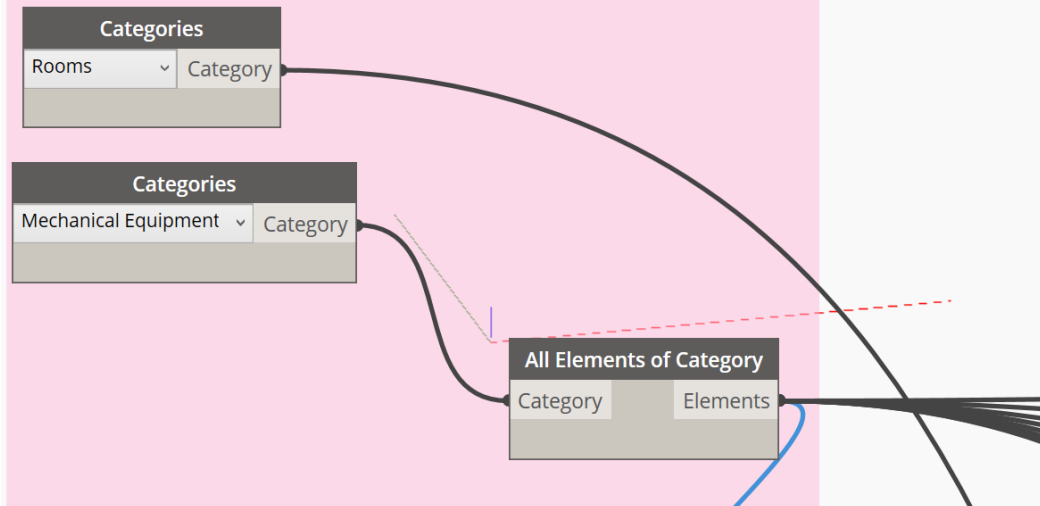 Categories
Rooms Category
Categories
Mechanical Equipment Category
All Elements of Category
Category Elements